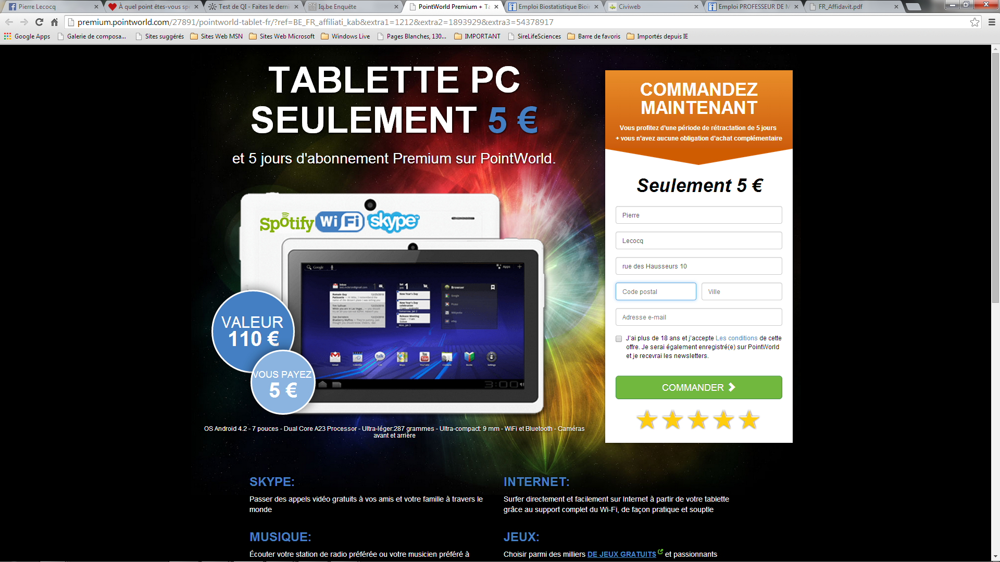 Pierre Lecocq
À quel point êtes-vous spé
Test de QI - Faites le derni
Iq.be Enquête
PointWorld Premium + Ta
Emploi Biostatistique Bioin
Civiweb
Emploi PROFESSEUR DE M
FR_Affidavit.pdf
premium.pointworld.com/27891/pointworld-tablet-fr/?ref=BE_FR_affiliati_kab&extra1=1212&extra2=1893929&extra3=54378917
Google Apps
Galerie de composa...
Sites suggérés
Sites Web MSN
Sites Web Microsoft
Windows Live
Pages Blanches, 130...
IMPORTANT
SireLifeSciences
Barre de favoris
Importés depuis IE
TABLETTE PC
SEULEMENT 5 €
et 5 jours d'abonnement Premium sur PointWorld.
Spotify WiFi skype
Google
Apps
Browser
VALEUR
110 €
VOUS PAYEZ
5 €
3:00
OS Android 4.2 - 7 pouces - Dual Core A23 Processor - Ultra-léger:287 grammes - Ultra-compact: 9 mm - WiFi et Bluetooth - Caméras
avant et arrière
COMMANDEZ
MAINTENANT
Vous profitez d'une période de rétractation de 5 jours
+ vous n'avez aucune obligation d'achat complémentaire
Seulement 5 €
Pierre
Lecocq
rue des Hausseurs 10
Code postal
Ville
Adresse e-mail
J'ai plus de 18 ans et j'accepte Les conditions de cette
offre. Je serai également enregistré(e) sur PointWorld
et je recevrai les newsletters.
COMMANDER
SKYPE:
Passer des appels vidéo gratuits à vos amis et votre famille à travers le
monde
INTERNET:
Surfer directement et facilement sur Internet à partir de votre tablette
grâce au support complet du Wi-Fi, de façon pratique et souptle
MUSIQUE:
Écouter votre station de radio préférée ou votre musicien préféré à
JEUX:
Choisir parmi des milliers DE JEUX GRATUITS et passionnants